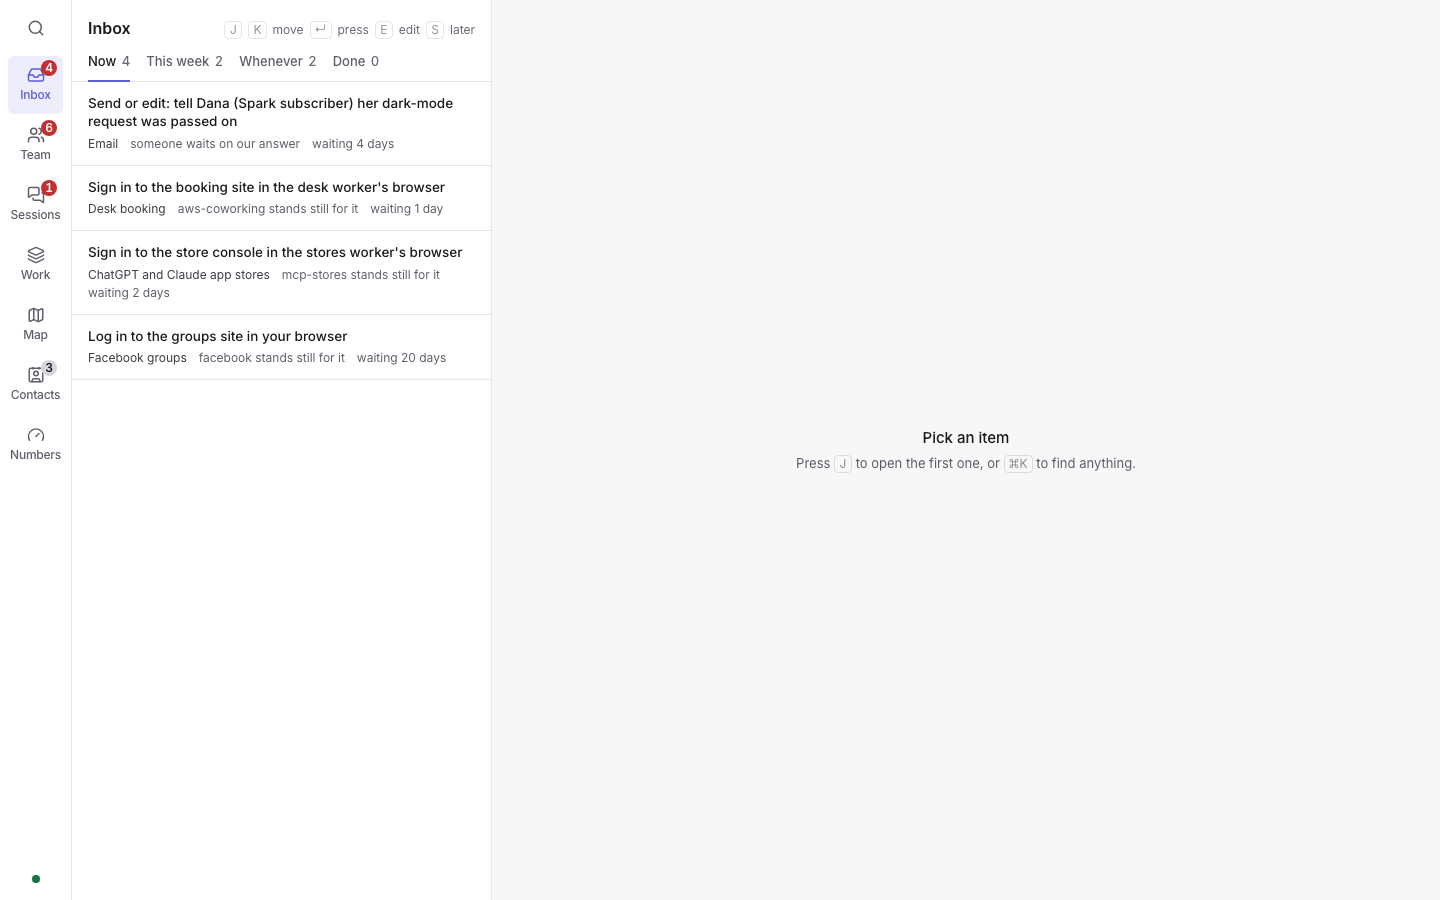 4
Inbox
6
Team
1
Sessions
Work
Map
3
Contacts
Numbers
Inbox
J K move ↵ press E edit S later
Now 4 This week 2 Whenever 2 Done 0
Send or edit: tell Dana (Spark subscriber) her dark-mode
request was passed on
Email someone waits on our answer waiting 4 days
Sign in to the booking site in the desk worker's browser
Desk booking aws-coworking stands still for it waiting 1 day
Sign in to the store console in the stores worker's browser
ChatGPT and Claude app stores mcp-stores stands still for it
waiting 2 days
Log in to the groups site in your browser
Facebook groups facebook stands still for it waiting 20 days
Pick an item
Press J to open the first one, or ⌘K to find anything.